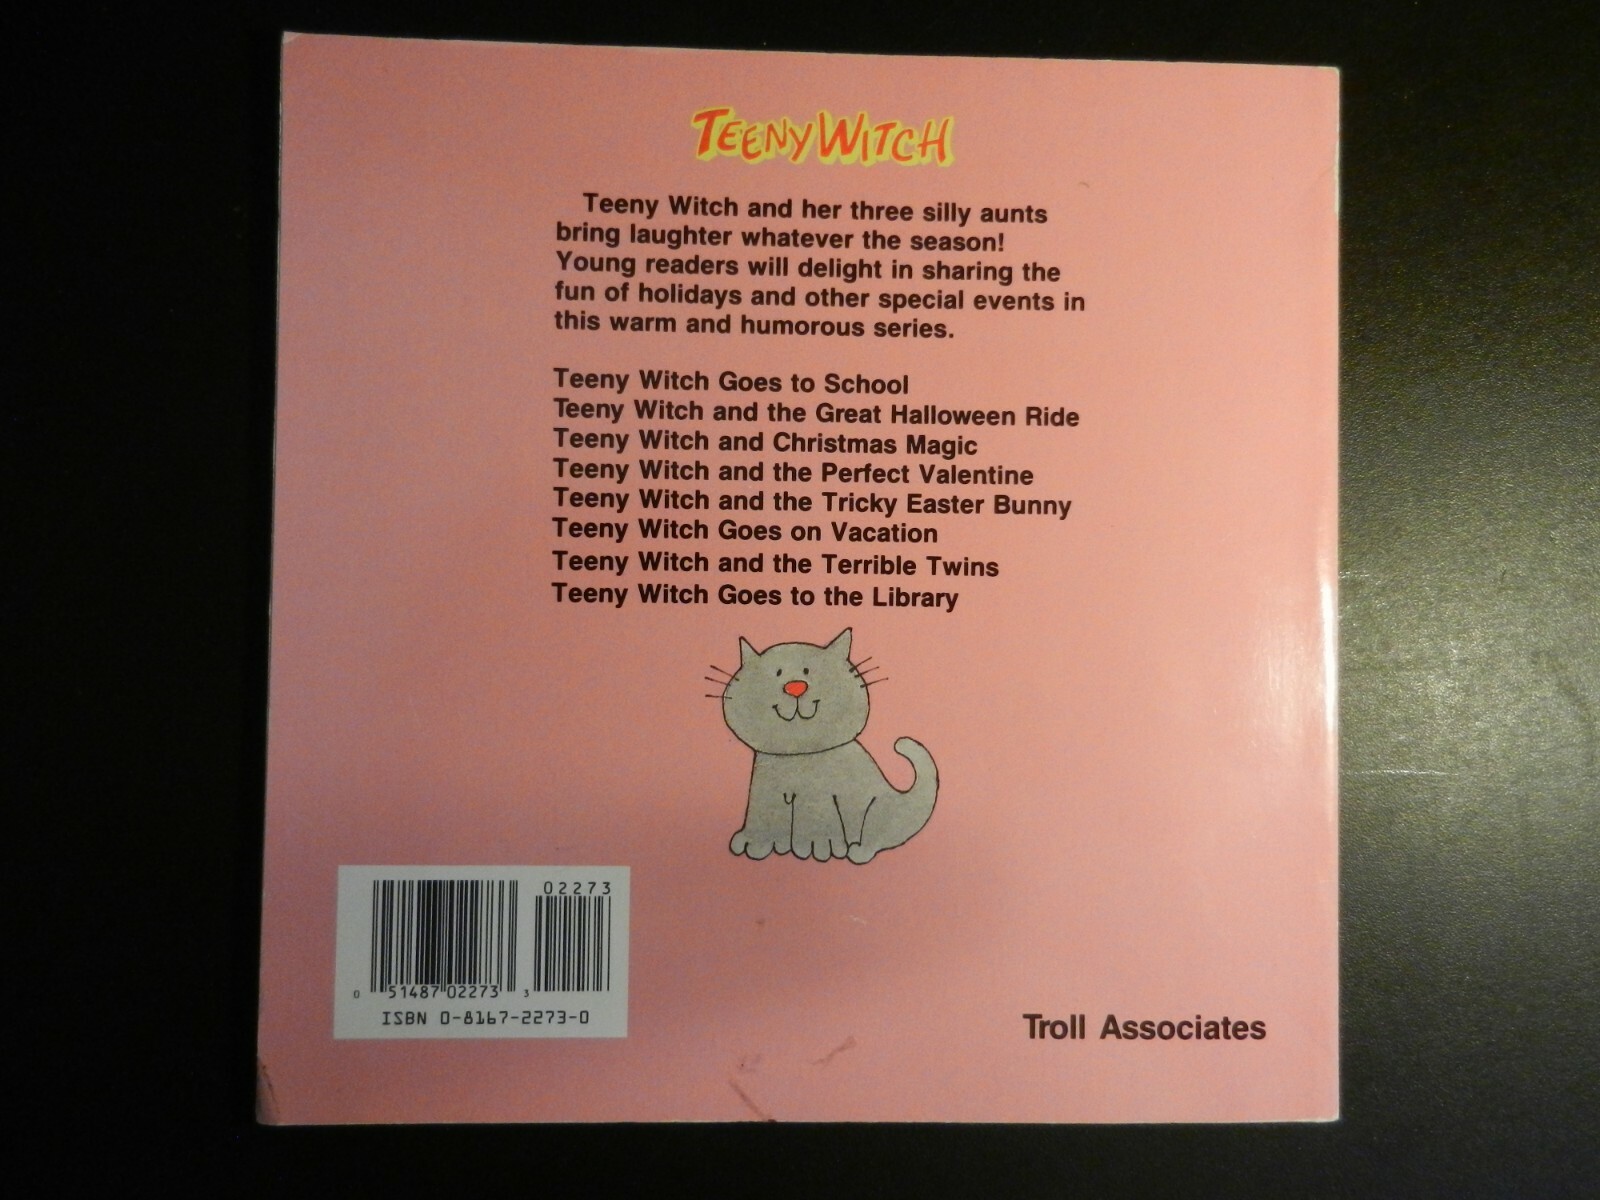 TEENY WITCH
Teeny Witch and her three silly aunts
bring laughter whatever the season!
Young readers will delight in sharing the
fun of holidays and other special events in
this warm and humorous series.
Teeny Witch Goes to School
Teeny Witch and the Great Halloween Ride
Teeny Witch and Christmas Magic
Teeny Witch and the Perfect Valentine
Teeny Witch and the Tricky Easter Bunny
Teeny Witch Goes on Vacation
Teeny Witch and the Terrible Twins
Teeny Witch Goes to the Library
02273
0 51487 02273 3
ISBN 0-8167-2273-0
Troll Associates